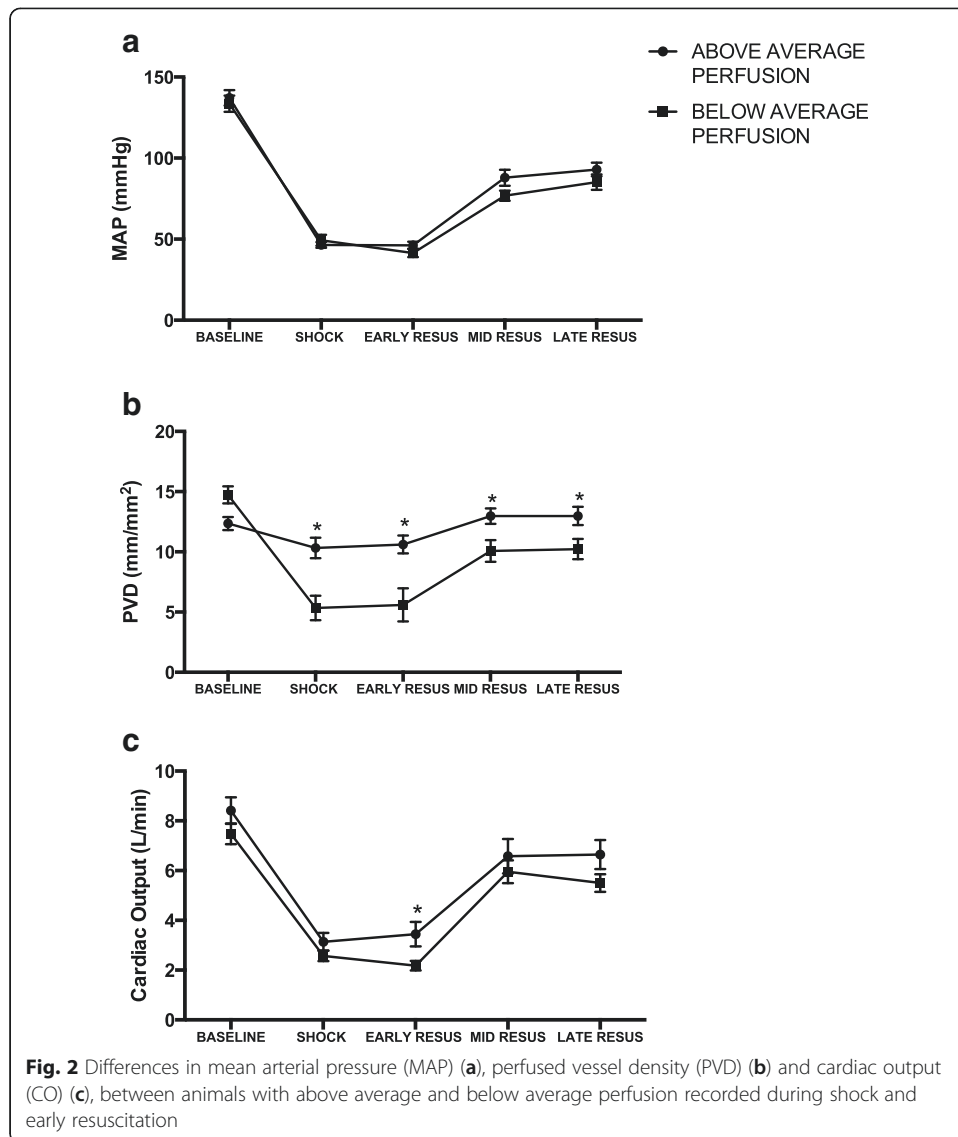 a
ABOVE AVERAGE
PERFUSION
BELOW AVERAGE
PERFUSION
150
100
50
0
MAP (mmHg)
BASELINE SHOCK EARLY RESUS MID RESUS LATE RESUS
b
20
15
10
5
0
PVD (mm/mm²)
* * * *
BASELINE SHOCK EARLY RESUS MID RESUS LATE RESUS
c
10
8
6
4
2
0
Cardiac Output (L/min)
*
BASELINE SHOCK EARLY RESUS MID RESUS LATE RESUS
Fig. 2 Differences in mean arterial pressure (MAP) (a), perfused vessel density (PVD) (b) and cardiac output
(CO) (c), between animals with above average and below average perfusion recorded during shock and
early resuscitation